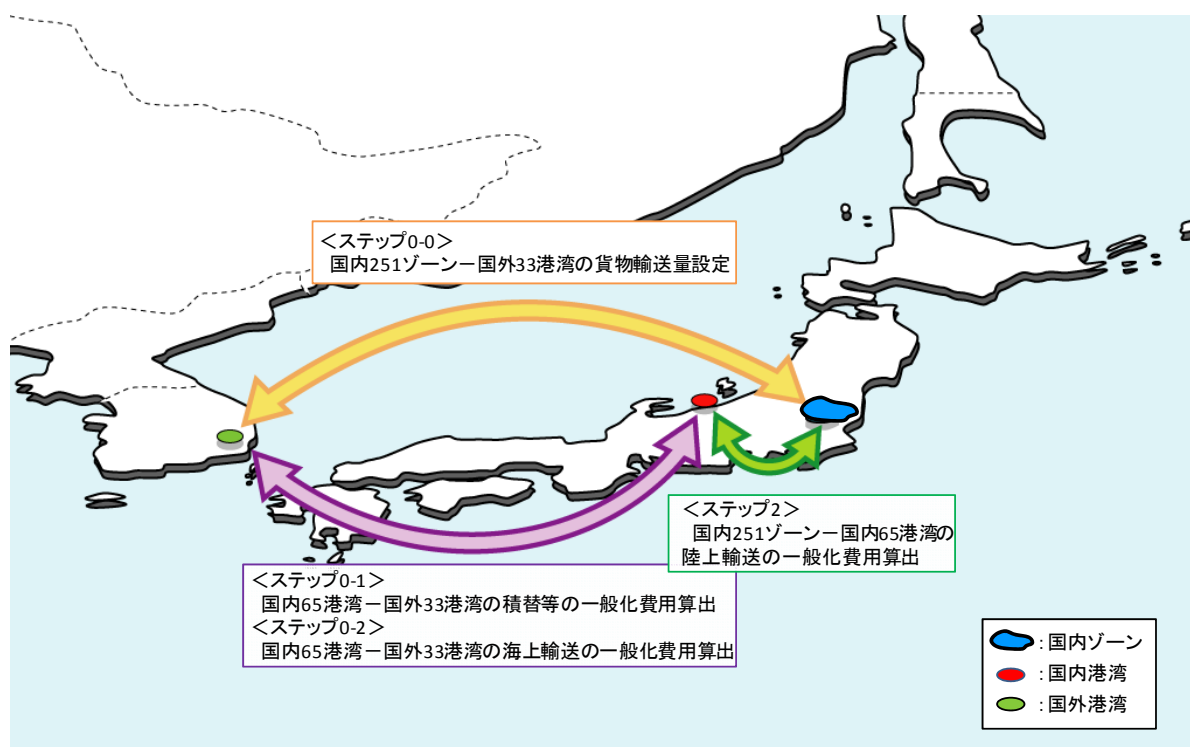 ＜ステップ0-0＞
国内251ゾーン－国外33港湾の貨物輸送量設定
＜ステップ2＞
国内251ゾーン－国内65港湾の
陸上輸送の一般化費用算出
＜ステップ0-1＞
国内65港湾－国外33港湾の積替等の一般化費用算出
＜ステップ0-2＞
国内65港湾－国外33港湾の海上輸送の一般化費用算出
：国内ゾーン
：国内港湾
：国外港湾